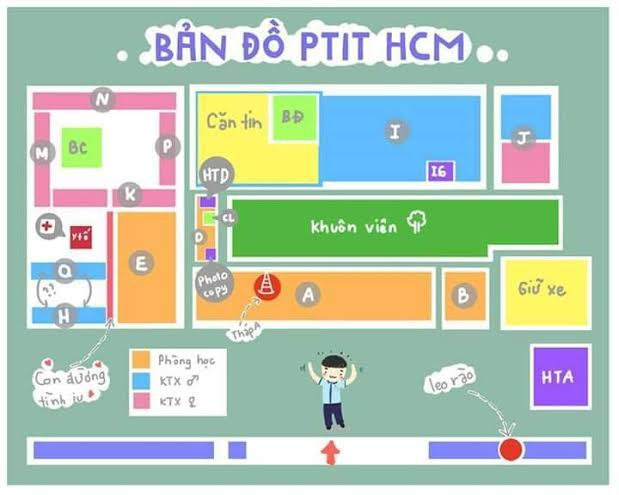 BẢN ĐỒ PTIT HCM
N
M
BC
P
K
Căn tin
BĐ
I
I6
J
HTD
CL
D
Khuôn viên
Y tế
E
Q
??
H
Photo
copy
A
B
Giữ xe
Tháp A
Con đường
tình iu
Phòng học
KTX ♂
KTX ♀
leo rào
HTA